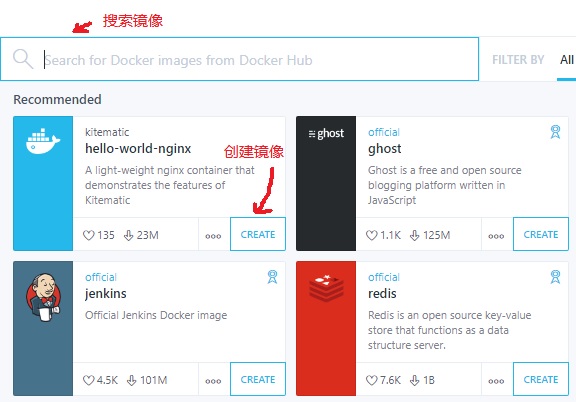 搜索镜像
Search for Docker images from Docker Hub
FILTER BY
All
Recommended
kitematic
hello-world-nginx
创建镜像
A light-weight nginx container that
demonstrates the features of
Kitematic
135
23M
CREATE
ghost
official
ghost
Ghost is a free and open source
blogging platform written in
JavaScript
1.1K
125M
CREATE
official
jenkins
Official Jenkins Docker image
4.5K
101M
CREATE
official
redis
Redis is an open source key-value
store that functions as a data
structure server.
7.6K
1B
CREATE